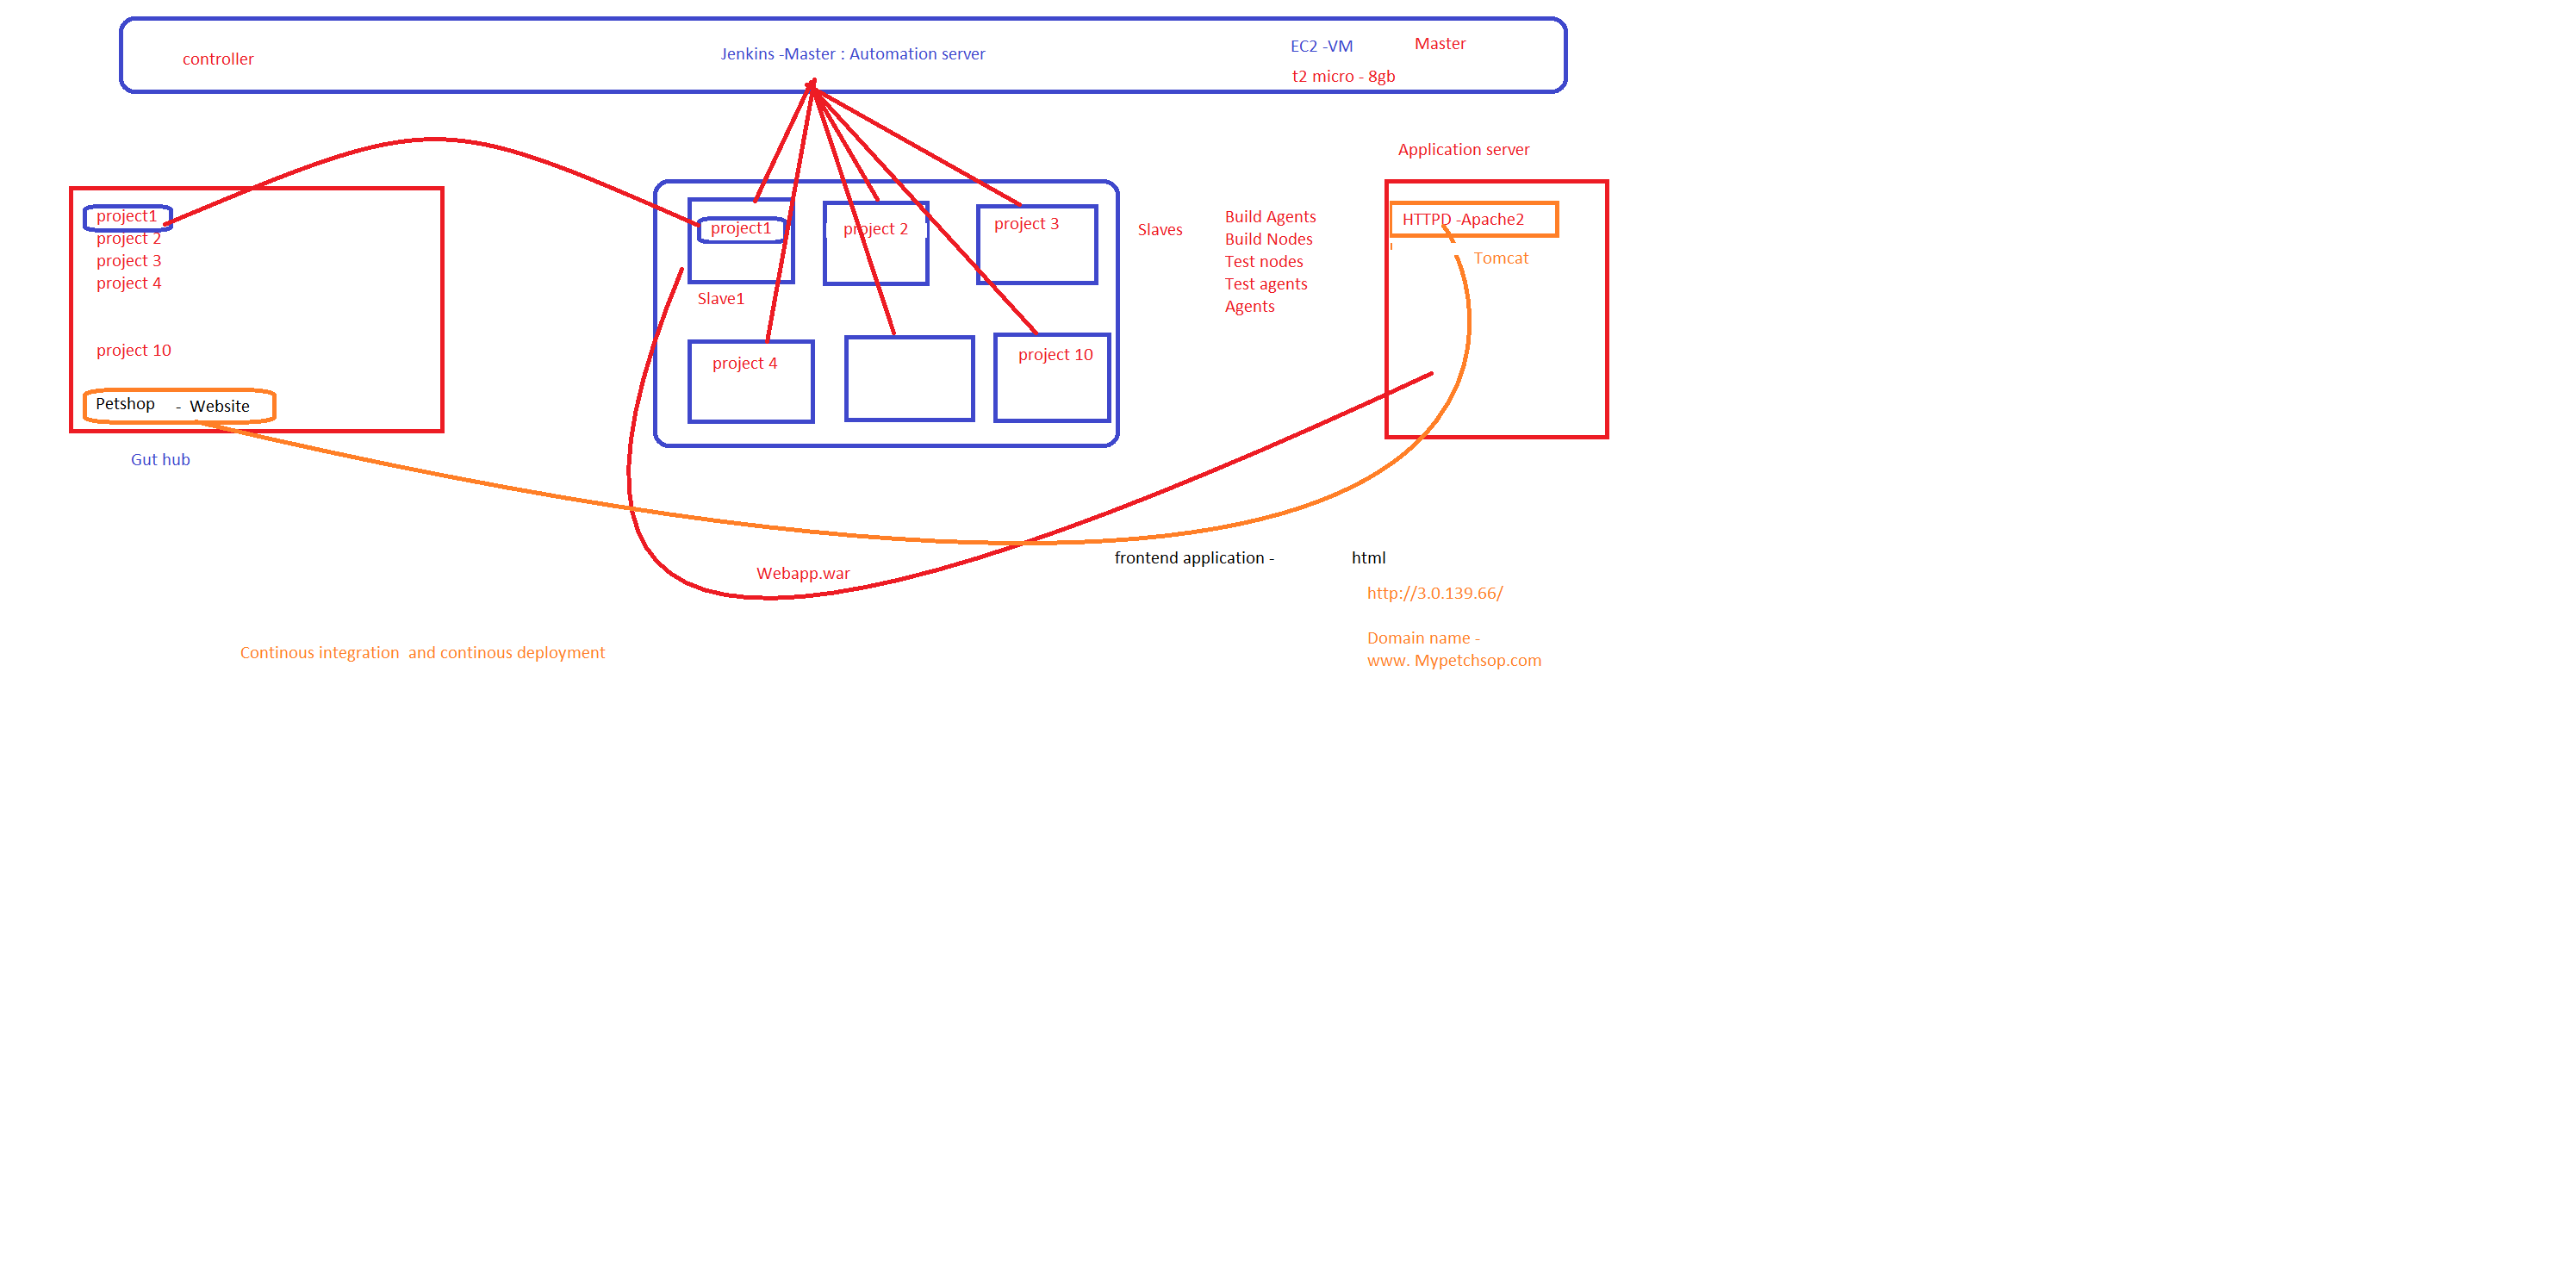 controller
Jenkins -Master : Automation server
EC2 -VM
Master
t2 micro - 8gb
project1
project 2
project 3
project 4
project 10
Petshop - Website
Gut hub
project1
project 2
project 3
Slave1
project 4
project 10
Slaves
Build Agents
Build Nodes
Test nodes
Test agents
Agents
Application server
HTTPD -Apache2
Tomcat
Webapp.war
frontend application - html
http://3.0.139.66/
Domain name -
www. Mypetchsop.com
Continous integration  and continous deployment